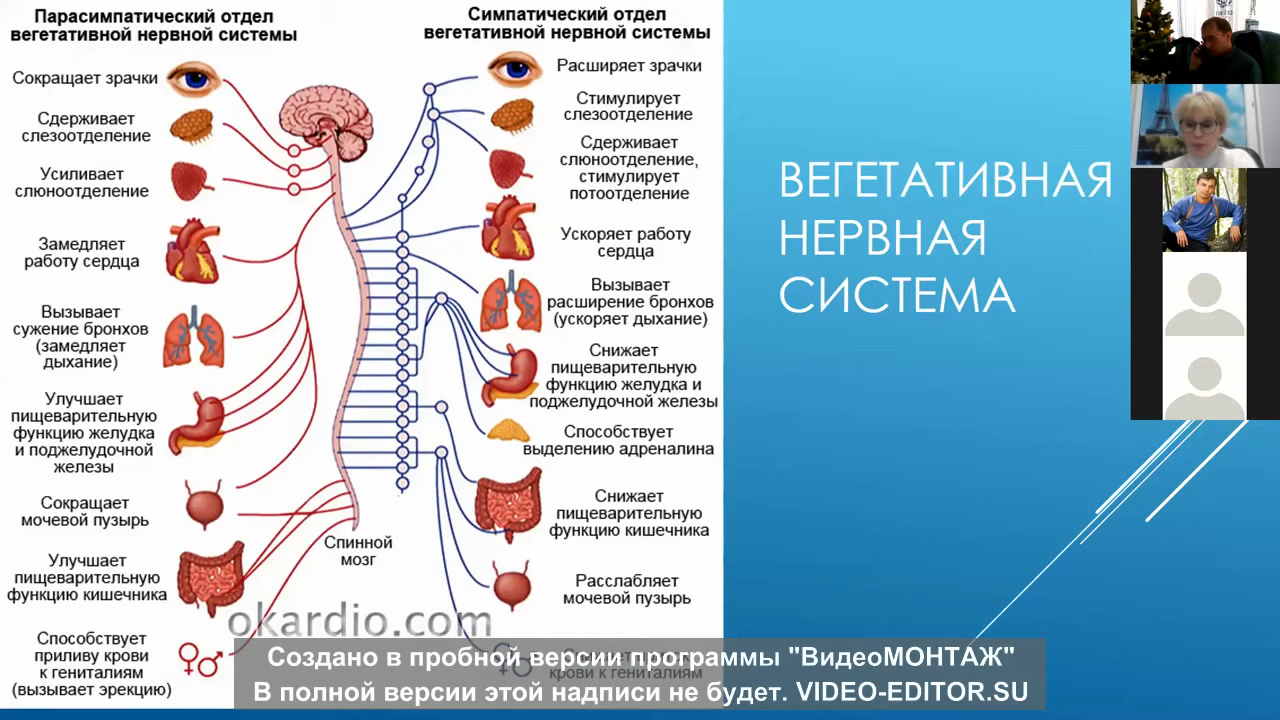 Парасимпатический отдел
вегетативной нервной системы
Сокращает зрачки
Сдерживает
слезоотделение
Усиливает
слюноотделение
Замедляет
работу сердца
Вызывает
сужение бронхов
(замедляет
дыхание)
Улучшает
пищеварительную
функцию желудка
и поджелудочной
железы
Сокращает
мочевой пузырь
Улучшает
пищеварительную
функцию кишечника
Способствует
приливу крови
к гениталиям
(вызывает эрекцию)
Спинной
мозг
Симпатический отдел
вегетативной нервной системы
Расширяет зрачки
Стимулирует
слезоотделение
Сдерживает
слюноотделение,
стимулирует
потоотделение
Ускоряет работу
сердца
Вызывает
расширение бронхов
(ускоряет дыхание)
Снижает
пищеварительную
функцию желудка и
поджелудочной железы
Способствует
выделению адреналина
Снижает
пищеварительную
функцию кишечника
Расслабляет
мочевой пузырь
крови к гениталиям
okardio.com
ВЕГЕТАТИВНАЯ
НЕРВНАЯ
СИСТЕМА
Создано в пробной версии программы "ВидеоМОНТАЖ"
В полной версии этой надписи не будет. VIDEO-EDITOR.SU